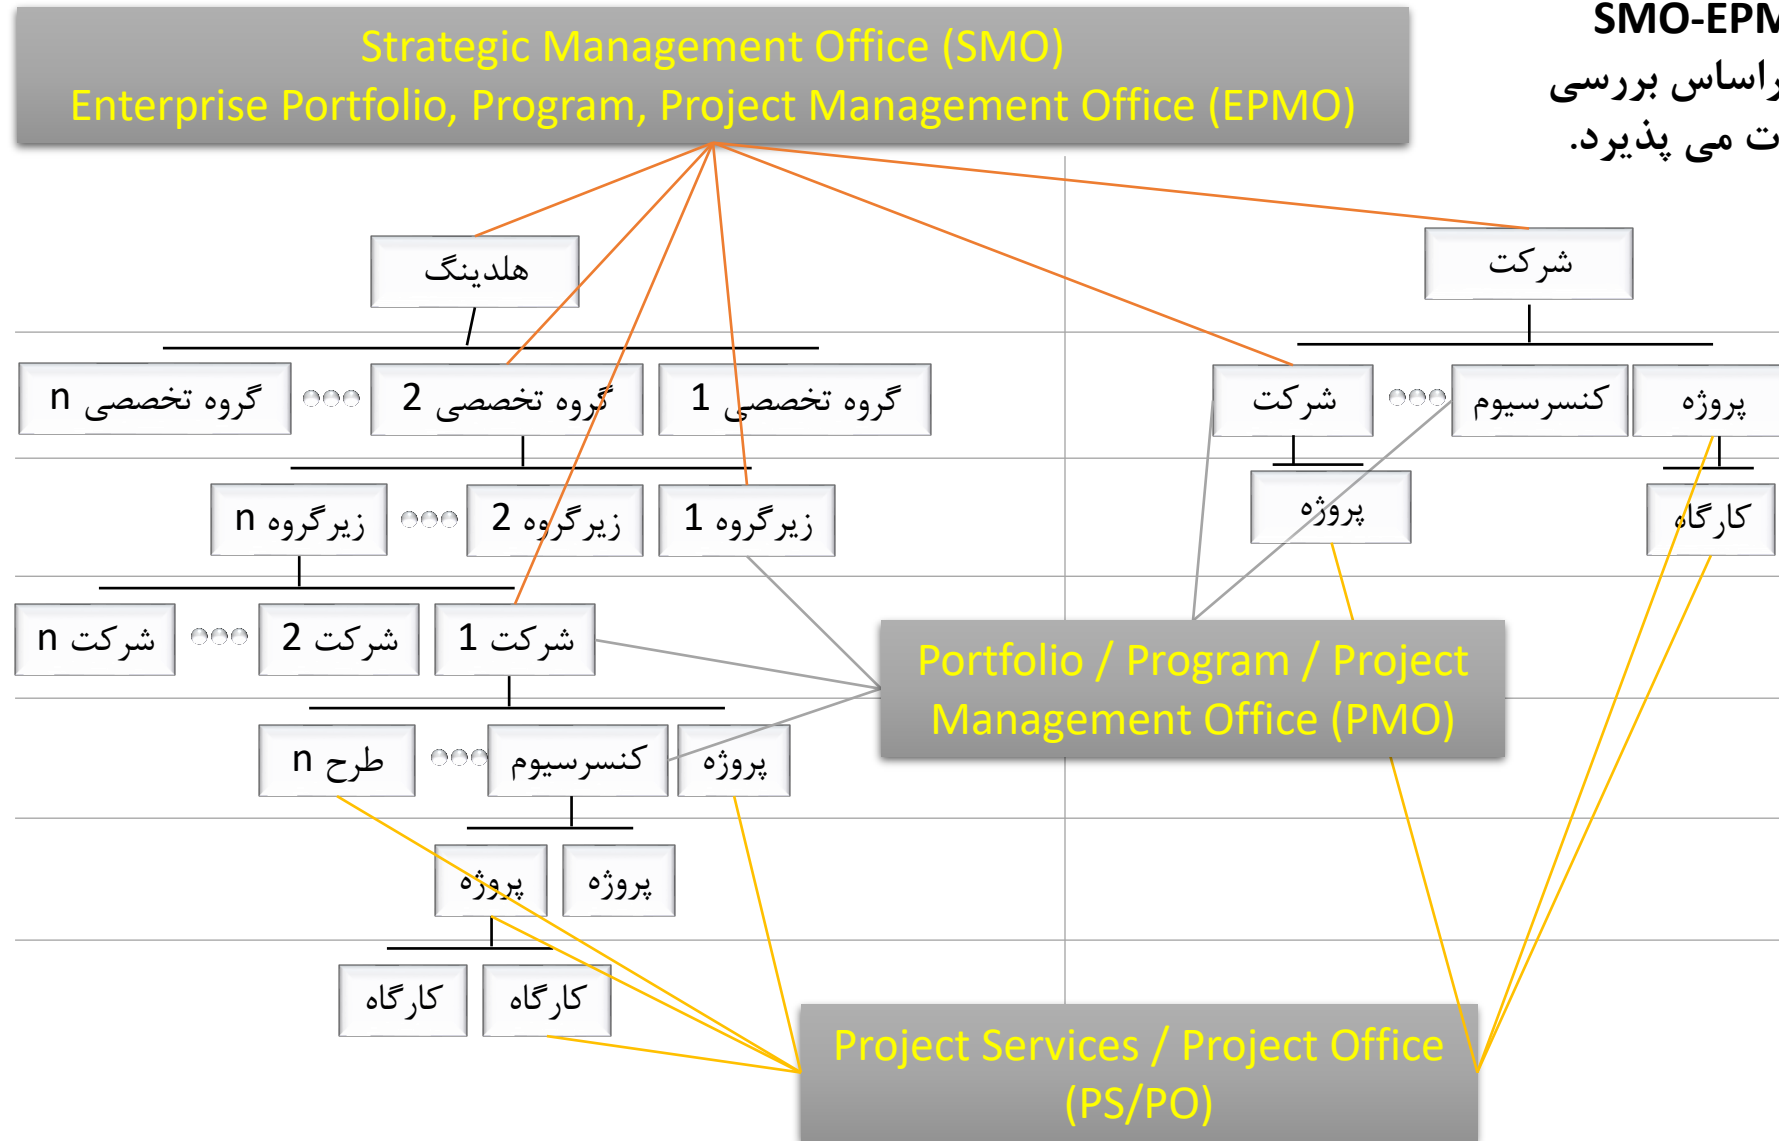 Strategic Management Office (SMO)
Enterprise Portfolio, Program, Project Management Office (EPMO)
SMO-EPM
بررسی
می پذیرد.
هلدینگ
شرکت
گروه تخصصی 1
گروه تخصصی 2
گروه تخصصی n
پروژه
کنسرسیوم
شرکت
زیرگروه 1
زیرگروه 2
زیرگروه n
کارگاه
پروژه
شرکت 1
شرکت 2
شرکت n
Portfolio / Program / Project
Management Office (PMO)
پروژه
کنسرسیوم
طرح n
پروژه
پروژه
کارگاه
کارگاه
Project Services / Project Office
(PS/PO)